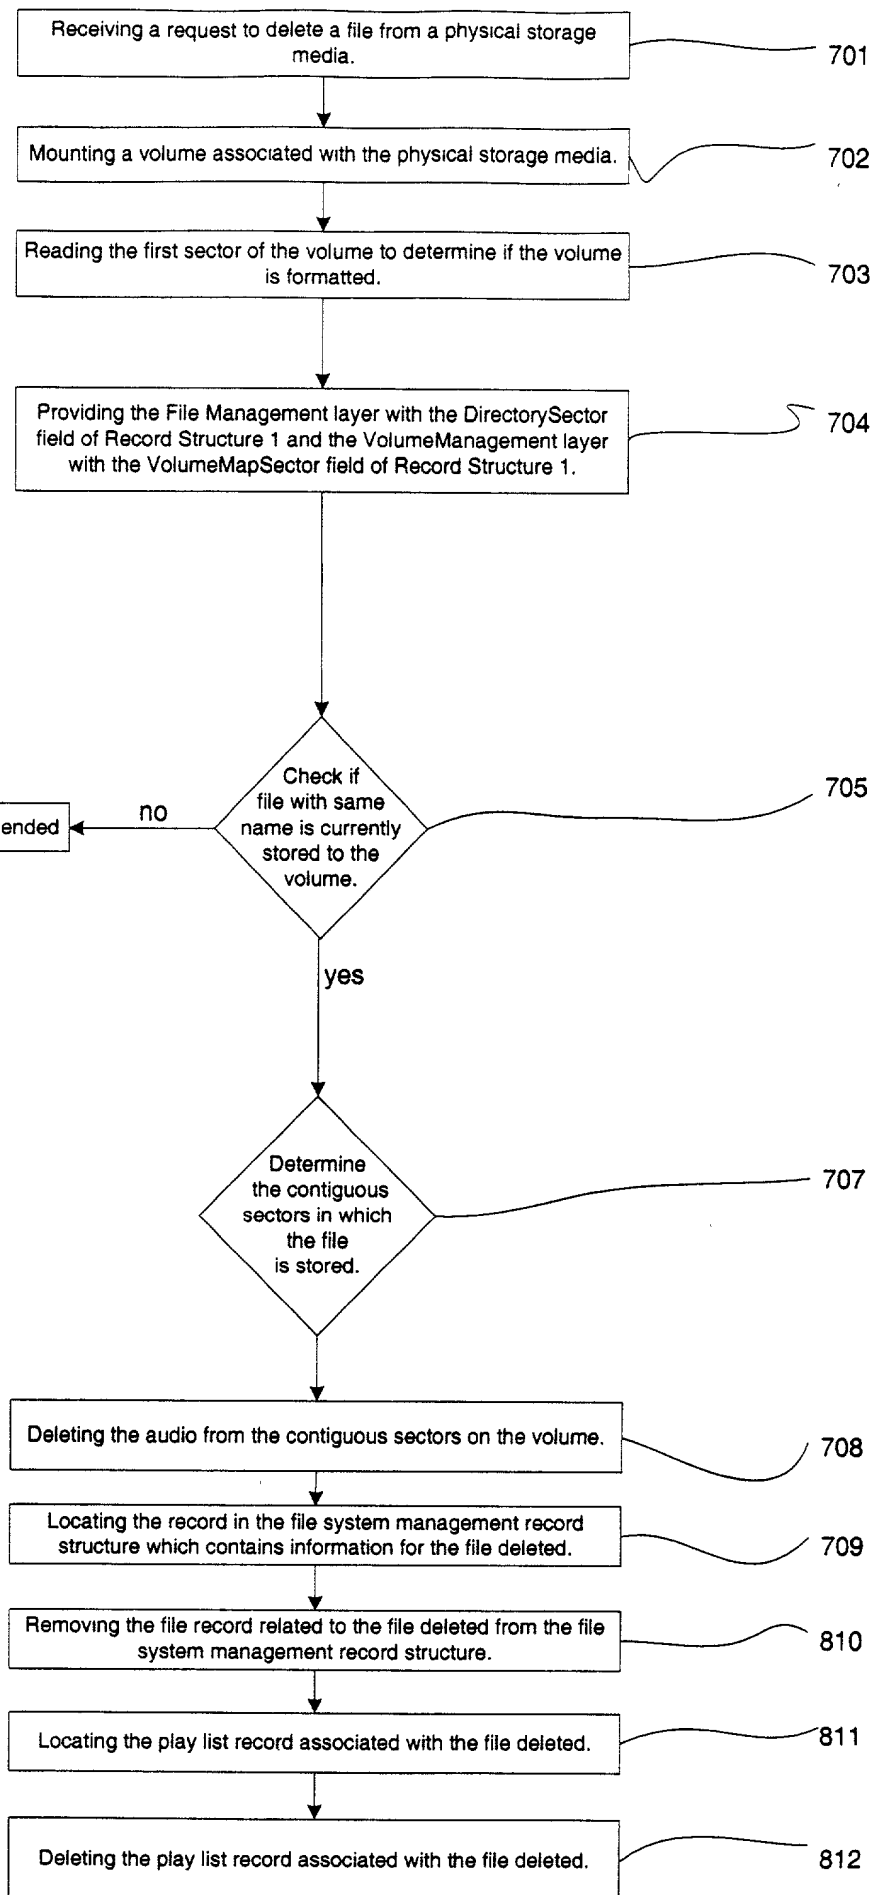 Receiving a request to delete a file from a physical storage
media.
701
Mounting a volume associated with the physical storage media.
702
Reading the first sector of the volume to determine if the volume
is formatted.
703
Providing the File Management layer with the DirectorySector
field of Record Structure 1 and the VolumeManagement layer
with the VolumeMapSector field of Record Structure 1.
704
Check if
file with same
name is currently
stored to the
volume.
705
no
ended
yes
Determine
the contiguous
sectors in which
the file
is stored.
707
Deleting the audio from the contiguous sectors on the volume.
708
Locating the record in the file system management record
structure which contains information for the file deleted.
709
Removing the file record related to the file deleted from the file
system management record structure.
810
Locating the play list record associated with the file deleted.
811
Deleting the play list record associated with the file deleted.
812